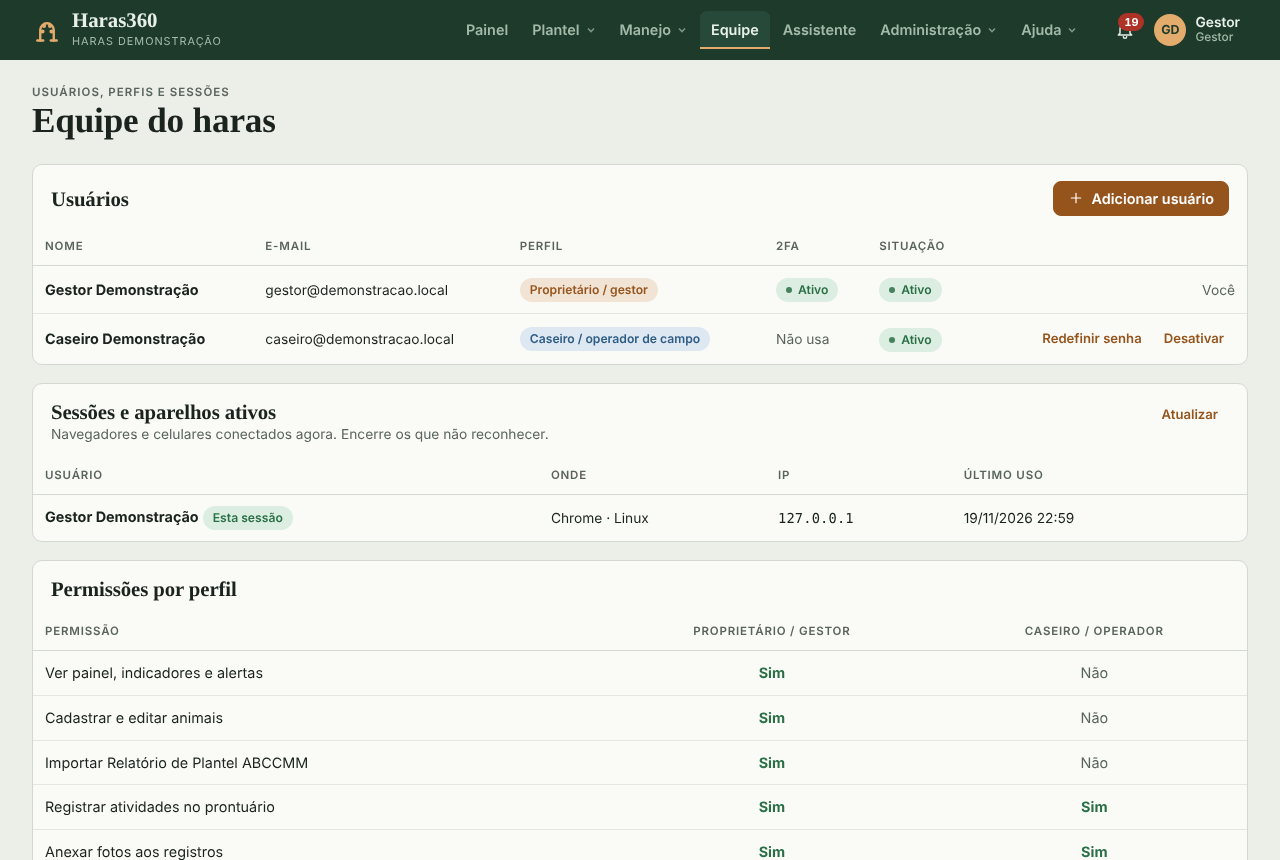 Haras360
HARAS DEMONSTRAÇÃO
Painel
Plantel
Manejo
Equipe
Assistente
Administração
Ajuda
19
GD
Gestor
Gestor
USUÁRIOS, PERFIS E SESSÕES
Equipe do haras
Usuários
Adicionar usuário
NOME E-MAIL PERFIL 2FA SITUAÇÃO
Gestor Demonstração gestor@demonstracao.local Proprietário / gestor Ativo Ativo Você
Caseiro Demonstração caseiro@demonstracao.local Caseiro / operador de campo Não usa Ativo Redefinir senha Desativar
Sessões e aparelhos ativos
Navegadores e celulares conectados agora. Encerre os que não reconhecer.
Atualizar
USUÁRIO ONDE IP ÚLTIMO USO
Gestor Demonstração Esta sessão Chrome · Linux 127.0.0.1 19/11/2026 22:59
Permissões por perfil
PERMISSÃO PROPRIETÁRIO / GESTOR CASEIRO / OPERADOR
Ver painel, indicadores e alertas Sim Não
Cadastrar e editar animais Sim Não
Importar Relatório de Plantel ABCCMM Sim Não
Registrar atividades no prontuário Sim Sim
Anexar fotos aos registros Sim Sim